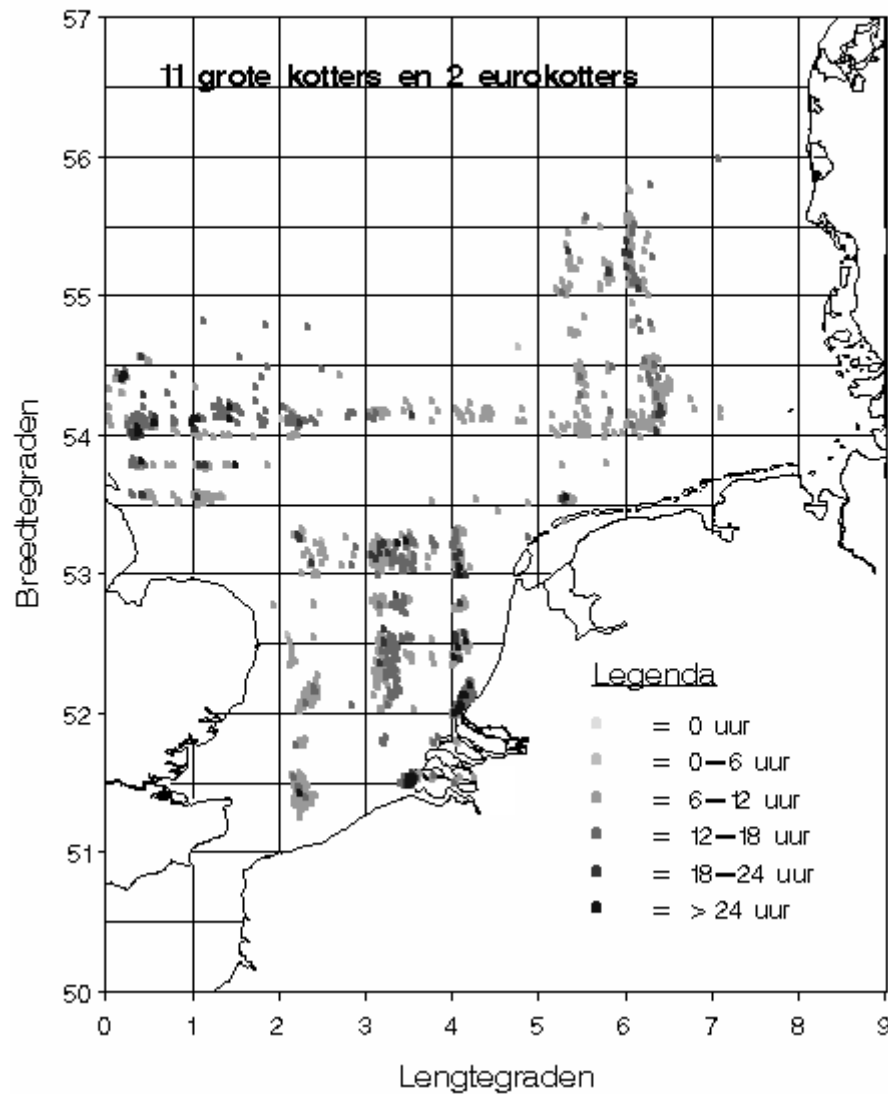 11 grote kotters en 2 eurokotters
57
56
55
54
53
52
51
50
Breedtegraden
Legenda
= 0 uur
= 0–6 uur
= 6–12 uur
= 12–18 uur
= 18–24 uur
= > 24 uur
0 1 2 3 4 5 6 7 8 9
Lengtegraden